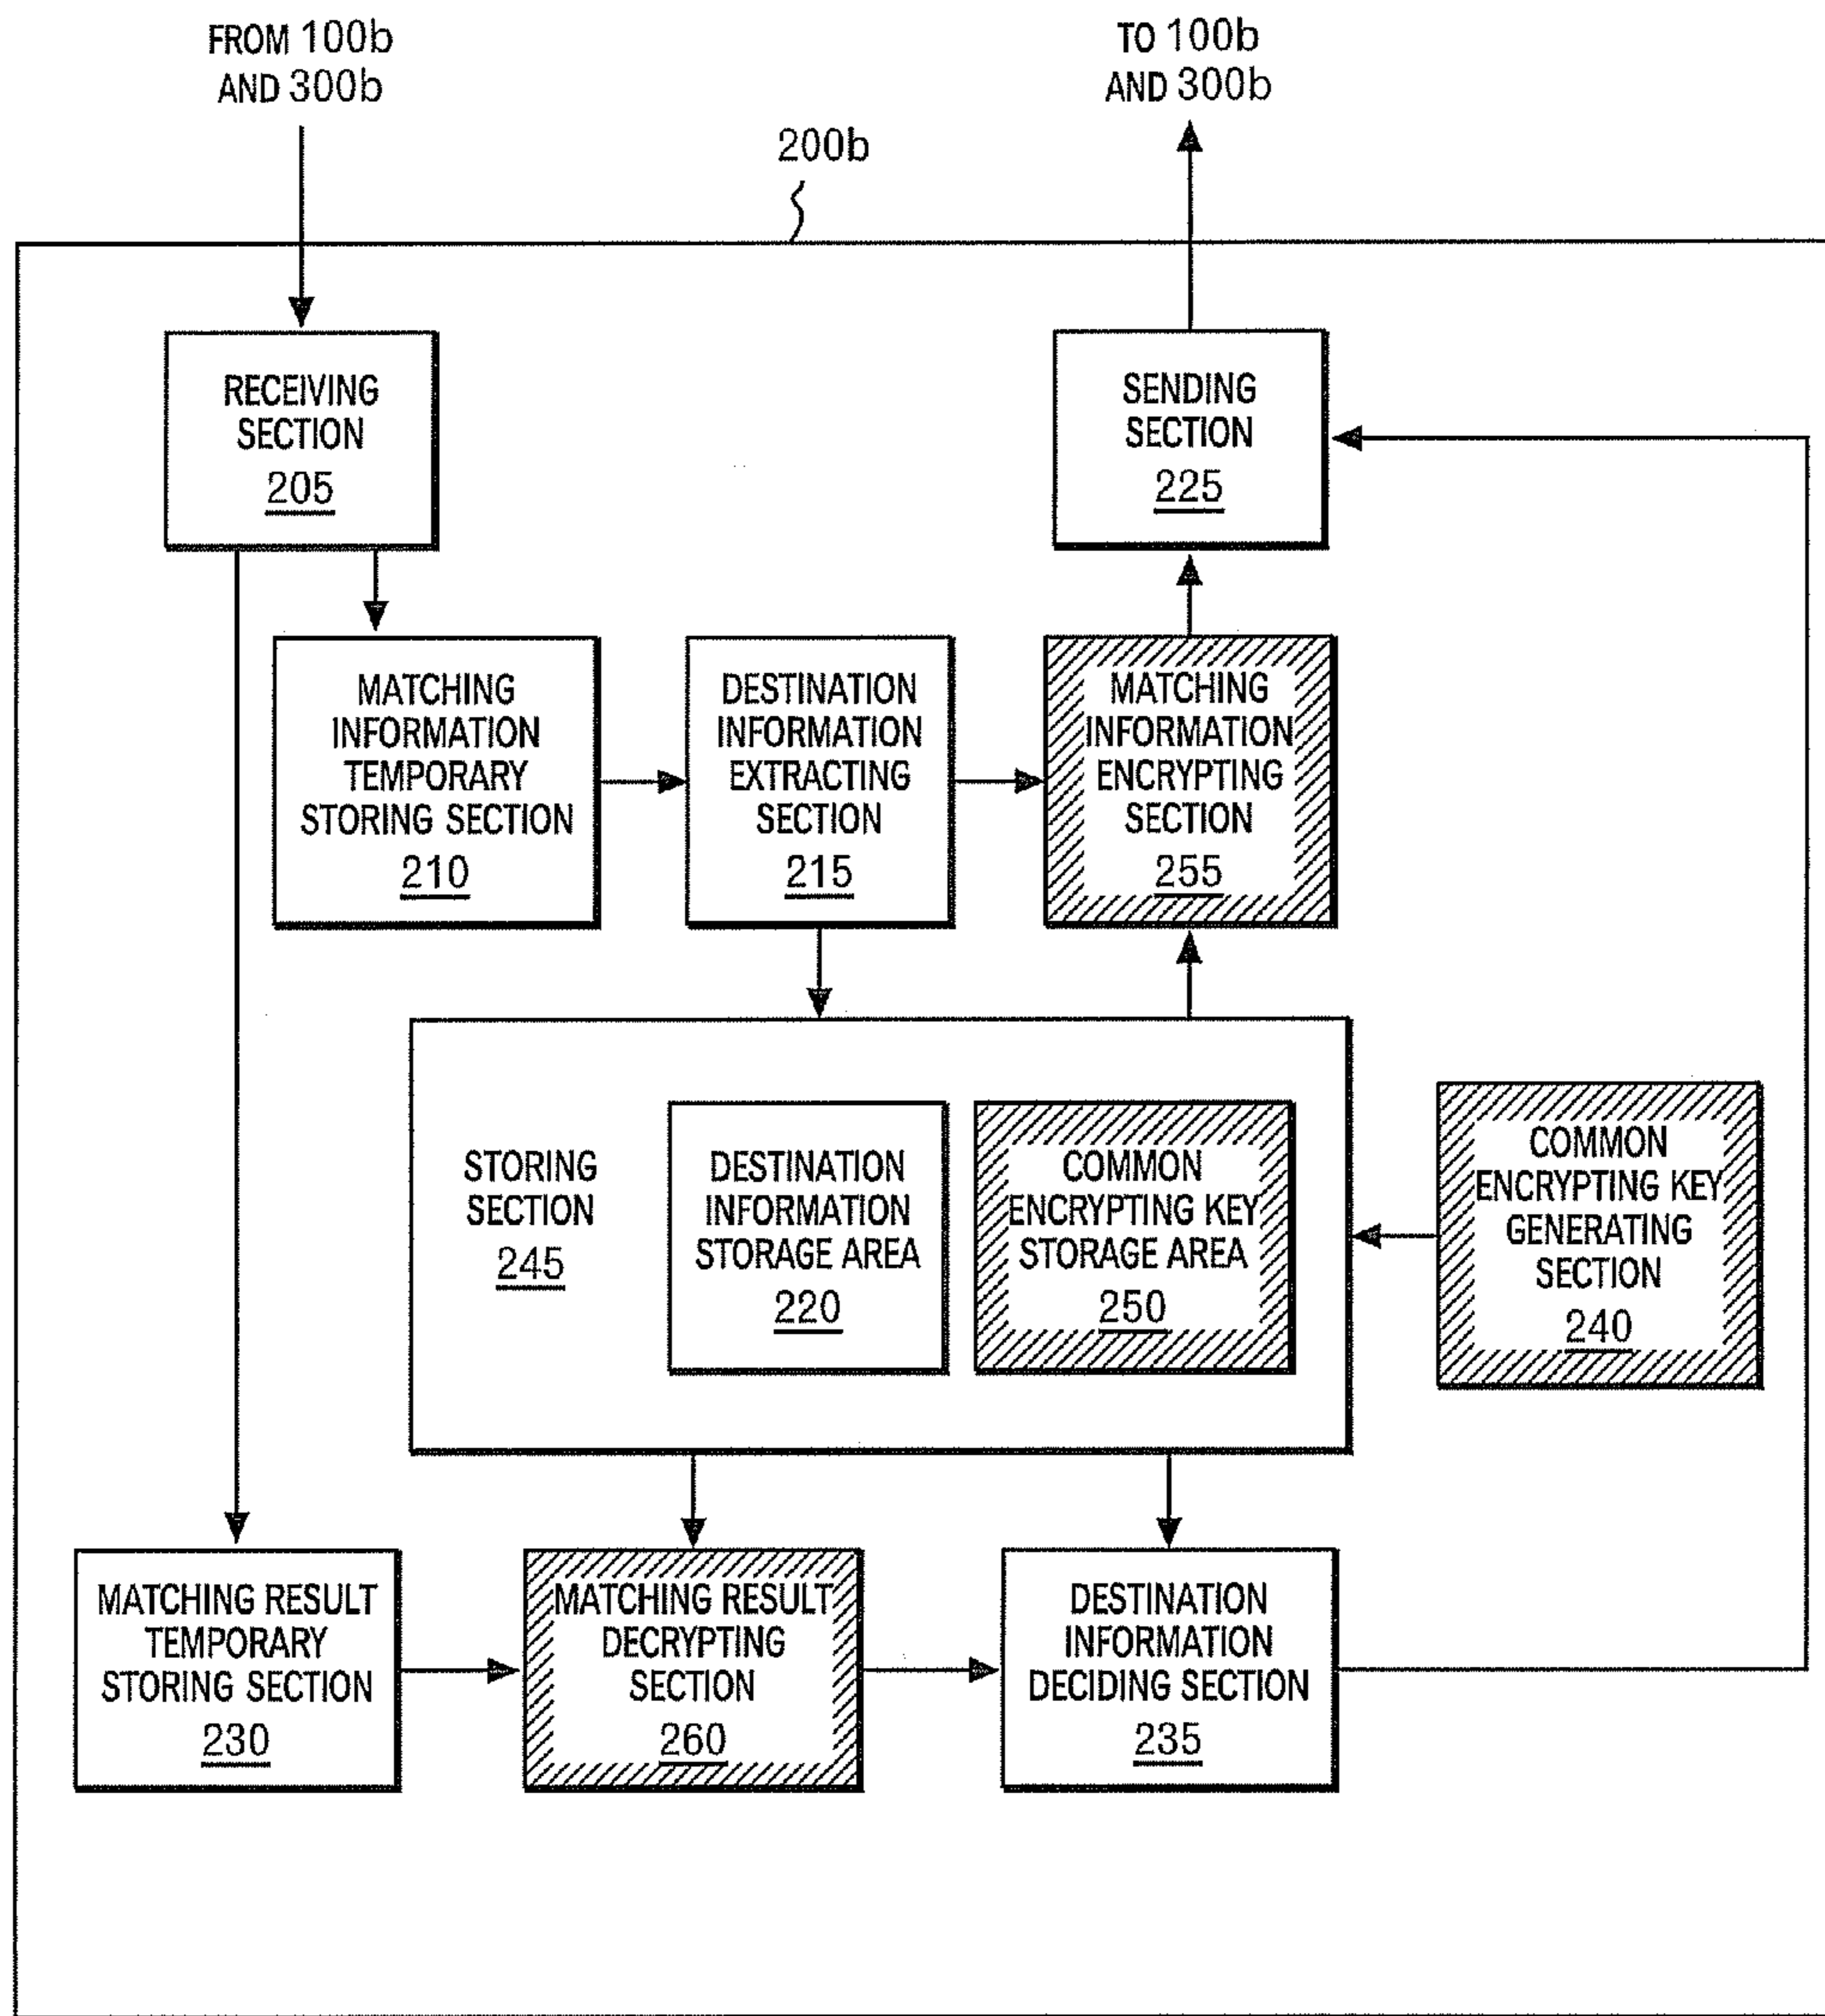 FROM 100b
AND 300b
TO 100b
AND 300b
200b
RECEIVING
SECTION
205
SENDING
SECTION
225
MATCHING
INFORMATION
TEMPORARY
STORING SECTION
210
DESTINATION
INFORMATION
EXTRACTING
SECTION
215
MATCHING
INFORMATION
ENCRYPTING
SECTION
255
STORING
SECTION
245
DESTINATION
INFORMATION
STORAGE AREA
220
COMMON
ENCRYPTING KEY
STORAGE AREA
250
COMMON
ENCRYPTING KEY
GENERATING
SECTION
240
MATCHING RESULT
TEMPORARY
STORING SECTION
230
MATCHING RESULT
DECRYPTING
SECTION
260
DESTINATION
INFORMATION
DECIDING SECTION
235